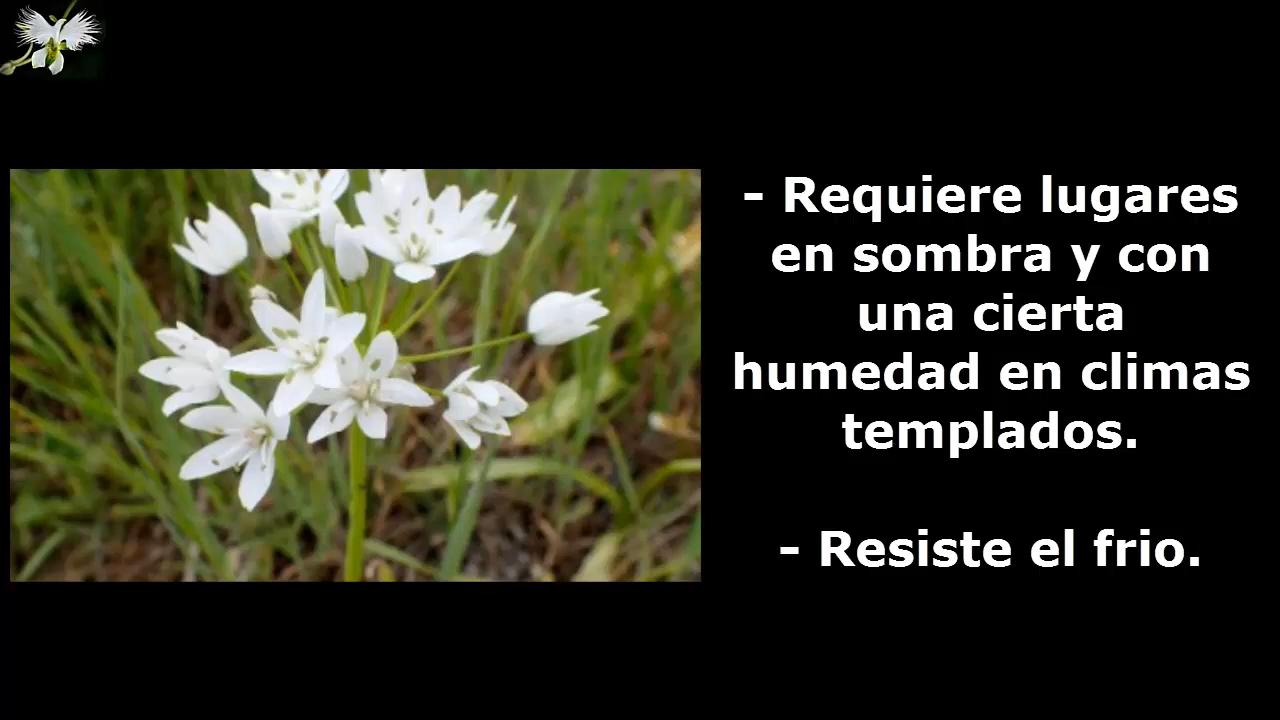 - Requiere lugares
en sombra y con
una cierta
humedad en climas
templados.
- Resiste el frio.